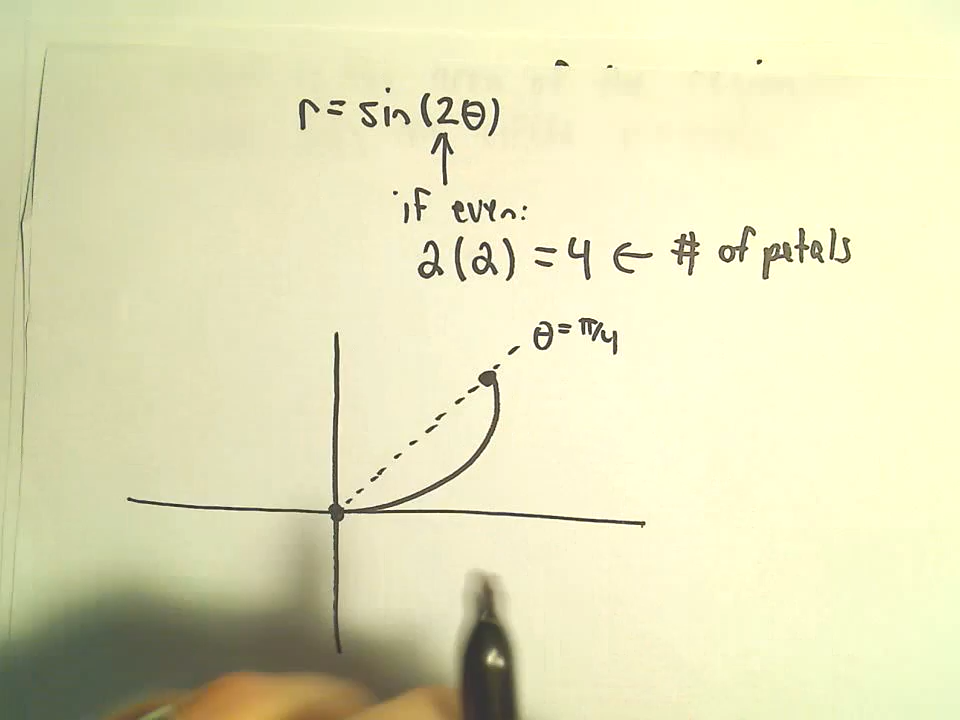 r = sin(2θ)
if even:
2(2) = 4 ← # of petals
θ = π/4